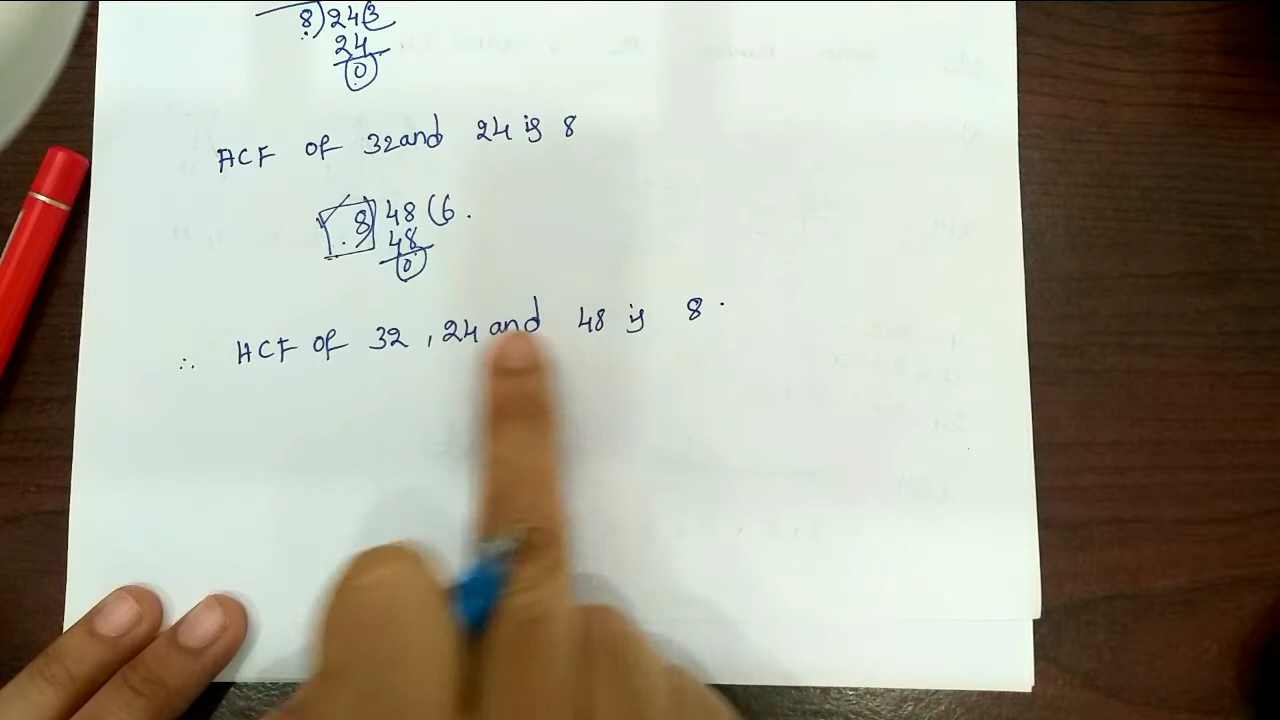 8)24(3
24
0
HCF of 32 and 24 is 8
8) 48 (6.
48
0
∴ HCF of 32, 24 and 48 is 8.